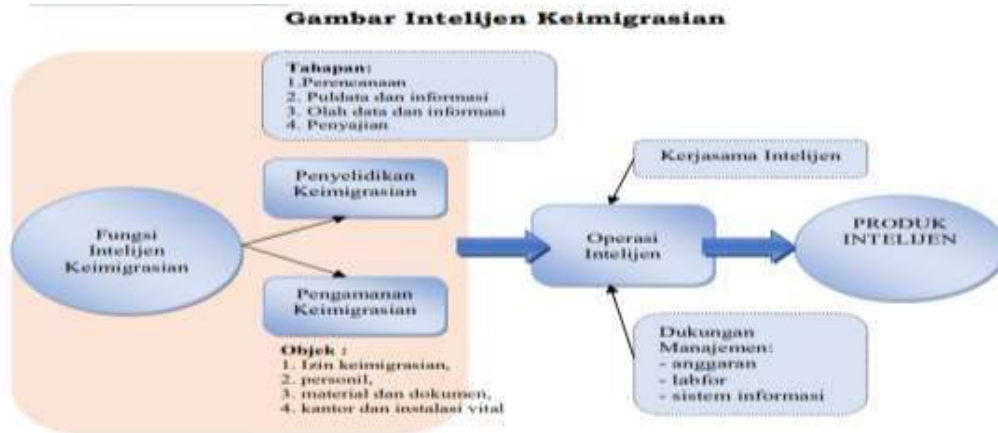 Gambar Intelijen Keimigrasian
Tahapan:
1.Perencanaan
2. Puldata dan informasi
3. Olah data dan informasi
4. Penyajian
Penyelidikan
Keimigrasian
Fungsi
Intelijen
Keimigrasian
Pengamanan
Keimigrasian
Objek :
1. Izin keimigrasian,
2. personil,
3. material dan dokumen,
4. kantor dan instalasi vital
Kerjasama Intelijen
Operasi
Intelijen
PRODUK
INTELIJEN
Dukungan
Manajemen:
- anggaran
- labfor
- sistem informasi